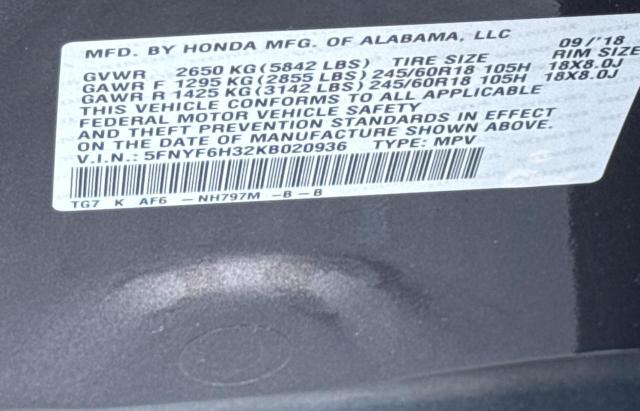 MFD. BY HONDA MFG. OF ALABAMA, LLC 09/'18
GVWR 2650 KG(5842 LBS) TIRE SIZE RIM SIZE
GAWR F 1295 KG(2855 LBS) 245/60R18 105H 18X8.0J
GAWR R 1425 KG(3142 LBS) 245/60R18 105H 18X8.0J
THIS VEHICLE CONFORMS TO ALL APPLICABLE
FEDERAL MOTOR VEHICLE SAFETY
AND THEFT PREVENTION STANDARDS IN EFFECT
ON THE DATE OF MANUFACTURE SHOWN ABOVE.
V.I.N.: 5FNYF6H32KB020936 TYPE: MPV
TG7 K AF6 – NH797M –B –B